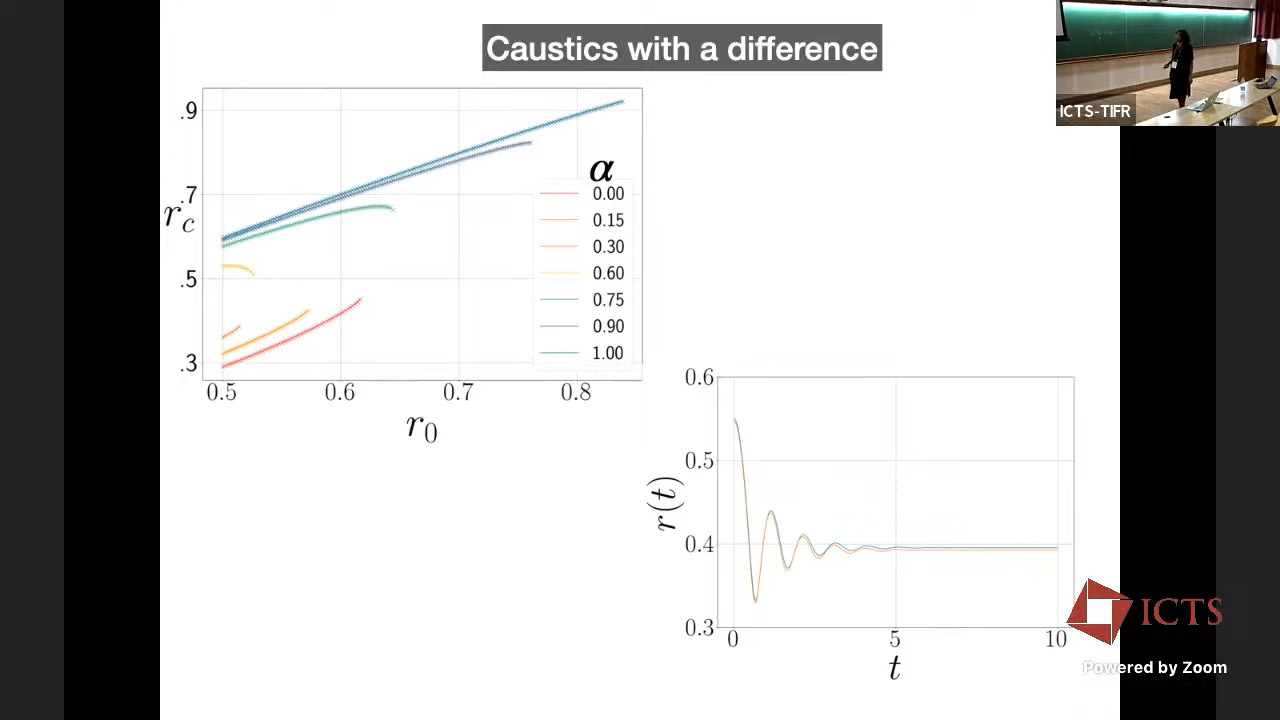 Caustics with a difference
ICTS-TIFR
.9
.7
.5
.3
r_c
0.5 0.6 0.7 0.8
r_0
α
0.00
0.15
0.30
0.60
0.75
0.90
1.00
0.6
0.5
0.4
0.3
r(t)
0 5 10
t
ICTS
Powered by Zoom